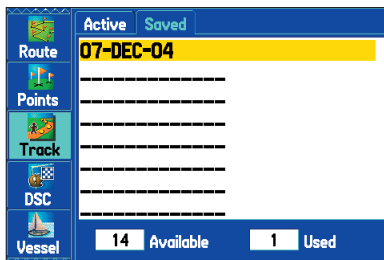 Active Saved
Route
07-DEC-04
Points
Track
DSC
Vessel
14 Available 1 Used